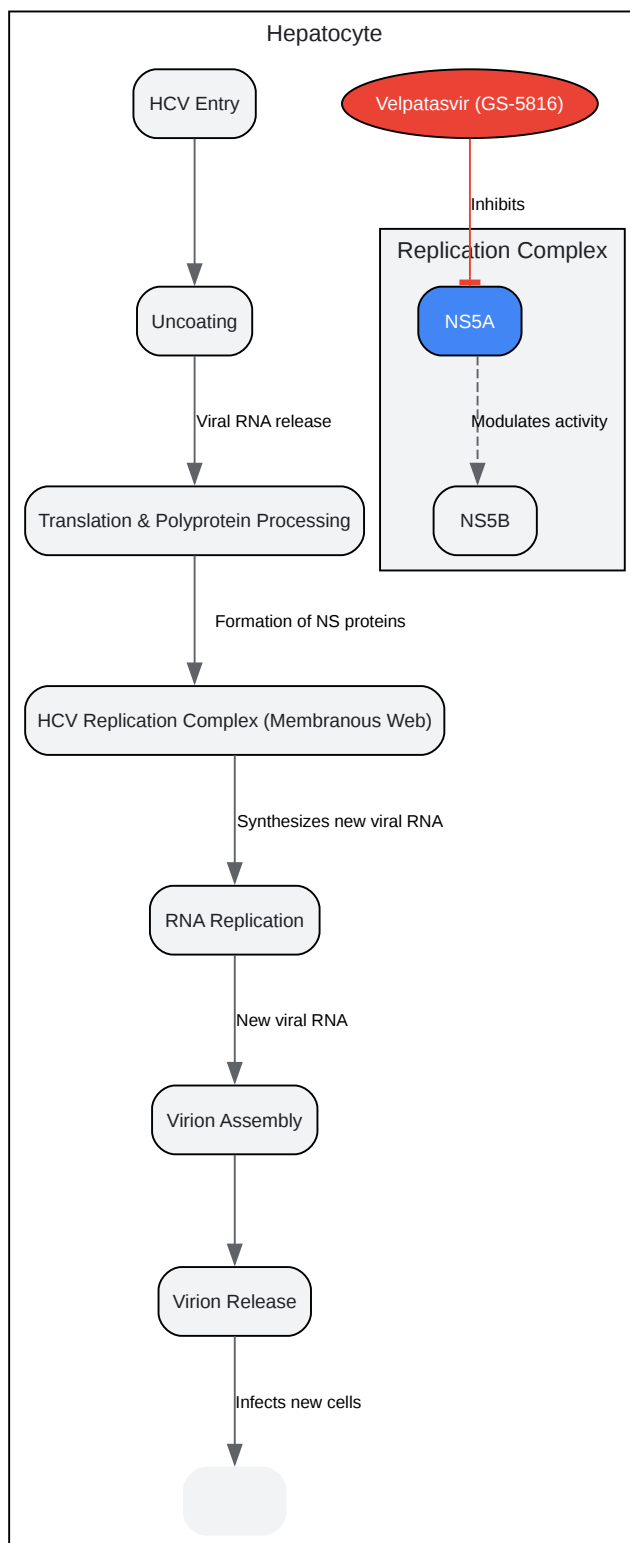 Hepatocyte
HCV Entry
Velpatasvir (GS-5816)
Inhibits
Replication Complex
Uncoating
NS5A
Viral RNA release
Modulates activity
Translation & Polyprotein Processing
NS5B
Formation of NS proteins
HCV Replication Complex (Membranous Web)
Synthesizes new viral RNA
RNA Replication
New viral RNA
Virion Assembly
Virion Release
Infects new cells